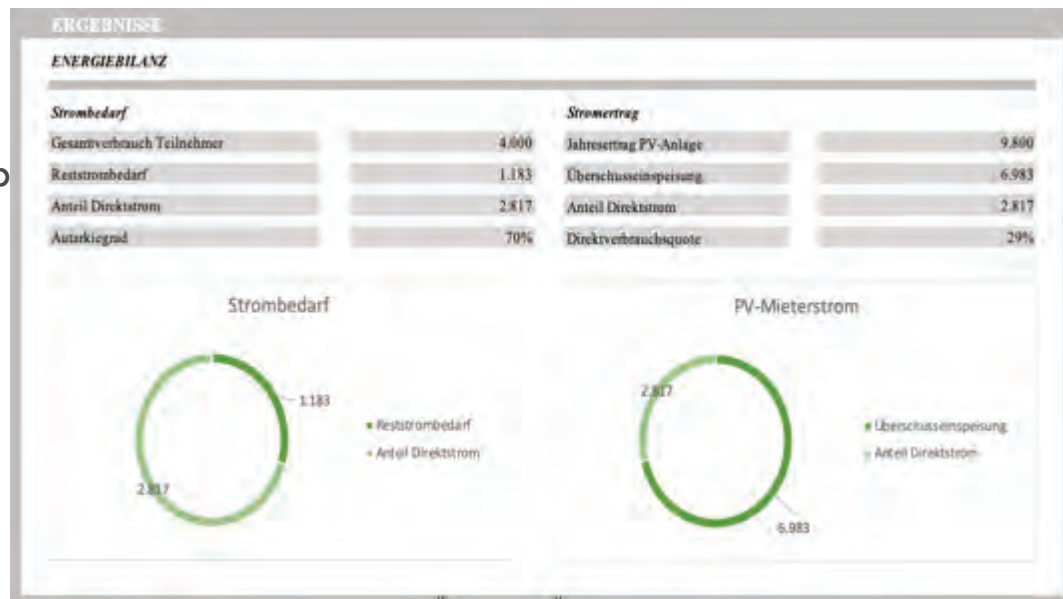 ERGEBNISSE
ENERGIEBILANZ
Strombedarf
Gesamtverbrauch Teilnehmer 4.000
Reststrombedarf 1.183
Anteil Direktstrom 2.817
Autarkiegrad 70%
Stromertrag
Jahresertrag PV-Anlage 9.800
Überschusseinspeisung 6.983
Anteil Direktstrom 2.817
Direktverbrauchsquote 29%
Strombedarf
1.183
2.817
Reststrombedarf
Anteil Direktstrom
PV-Mieterstrom
2.817
6.983
Überschusseinspeisung
Anteil Direktstrom